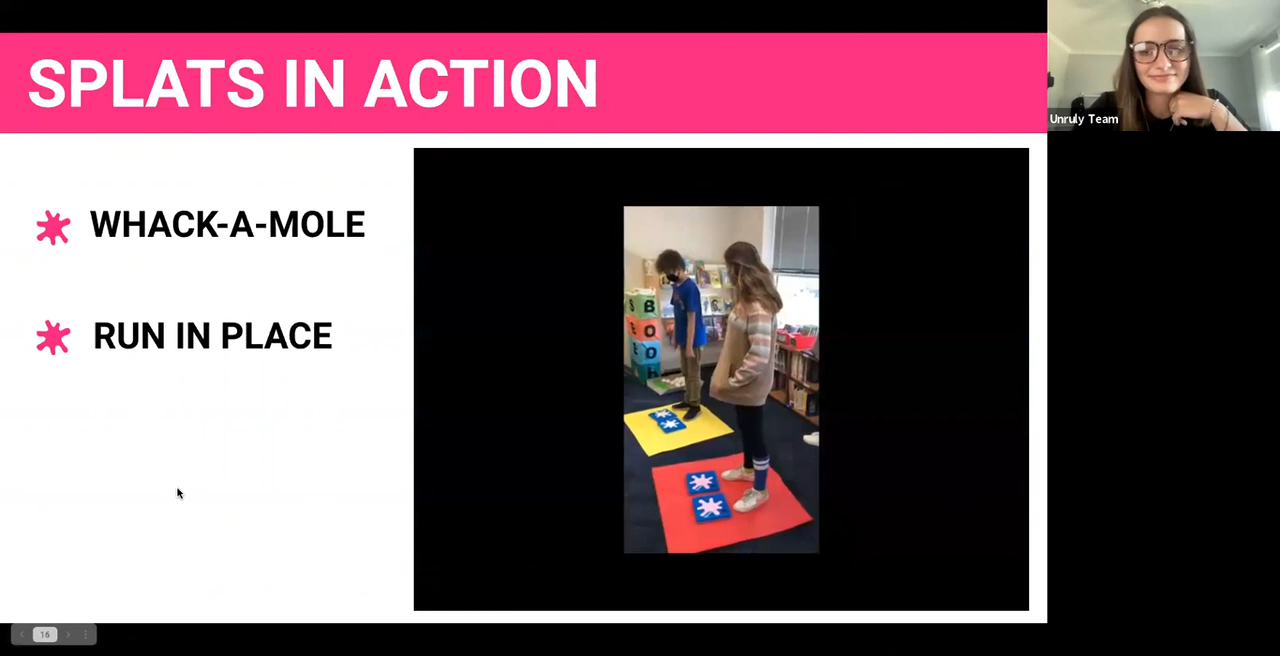 SPLATS IN ACTION
Unruly Team
WHACK-A-MOLE
RUN IN PLACE
B
O
O
16